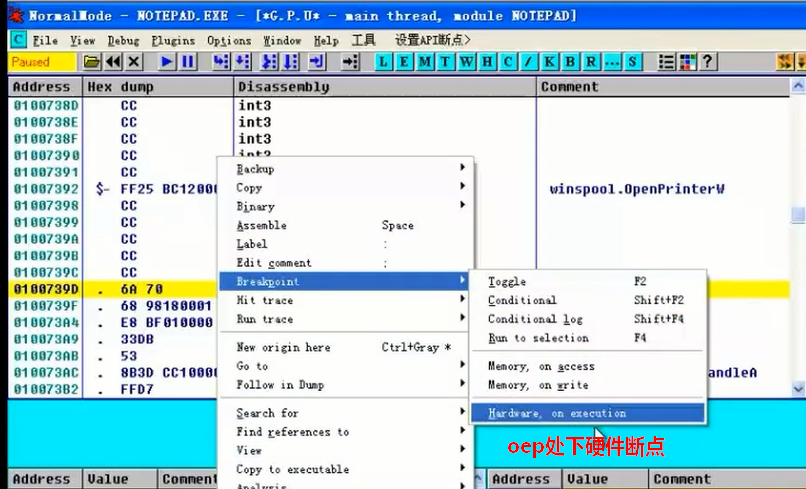 NormalMode - NOTEPAD.EXE - [*G.P.U* - main thread, module NOTEPAD]
C File View Debug Plugins Options Window Help 工具 设置API断点>
Paused L E M T W H C / K B R ... S ?
Address Hex dump Disassembly Comment
0100738D CC int3
0100738E CC int3
0100738F CC int3
01007390 CC int3
01007391 CC
01007392 $- FF25 BC12000 winspool.OpenPrinterW
01007398 CC
01007399 CC
0100739A CC
0100739B CC
0100739C CC
0100739D . 6A 70
0100739F . 68 98180001
010073A4 . E8 BF010000
010073A9 . 33DB
010073AB . 53
010073AC . 8B3D CC1000 andleA
010073B2 . FFD7
Backup
Copy
Binary
Assemble Space
Label :
Edit comment ;
Breakpoint
Hit trace
Run trace
New origin here Ctrl+Gray *
Go to
Follow in Dump
Search for
Find references to
View
Copy to executable
Analysis
Toggle F2
Conditional Shift+F2
Conditional log Shift+F4
Run to selection F4
Memory, on access
Memory, on write
Hardware, on execution
oep处下硬件断点
Address Value Comment Address Value Comment